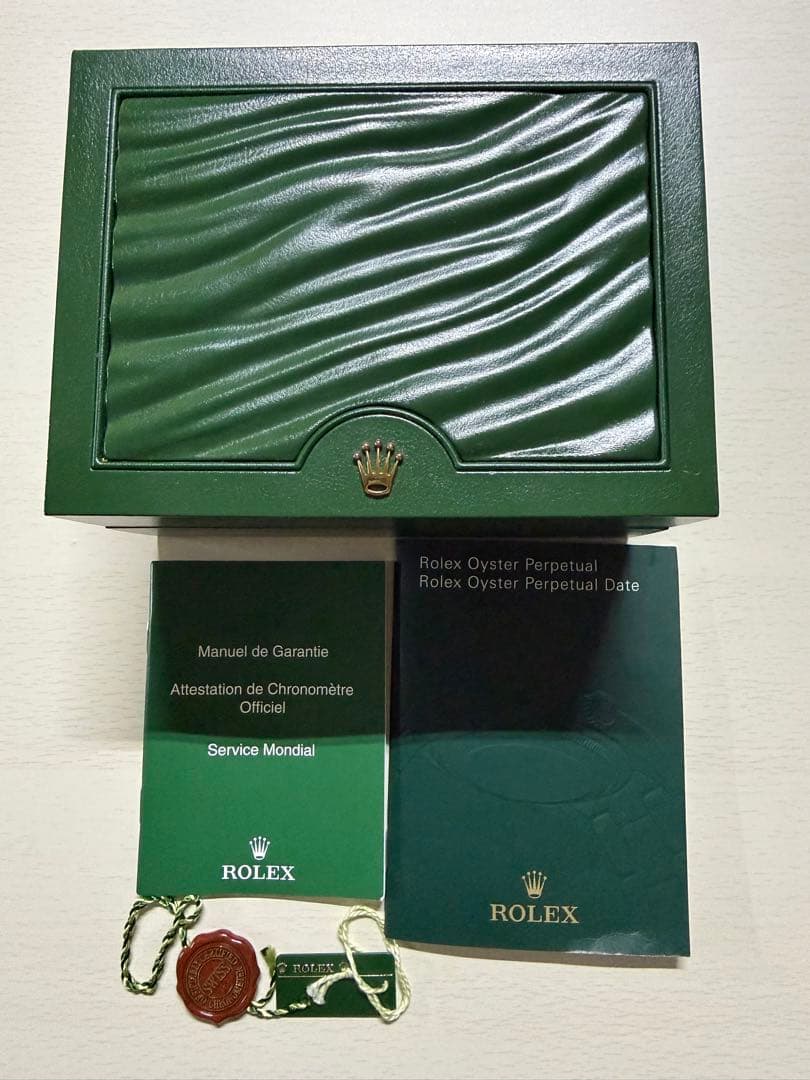 Rolex Oyster Perpetual
Rolex Oyster Perpetual Date
Manuel de Garantie
Attestation de Chronomètre
Officiel
Service Mondial
ROLEX
ROLEX
SWISS
ROLEX